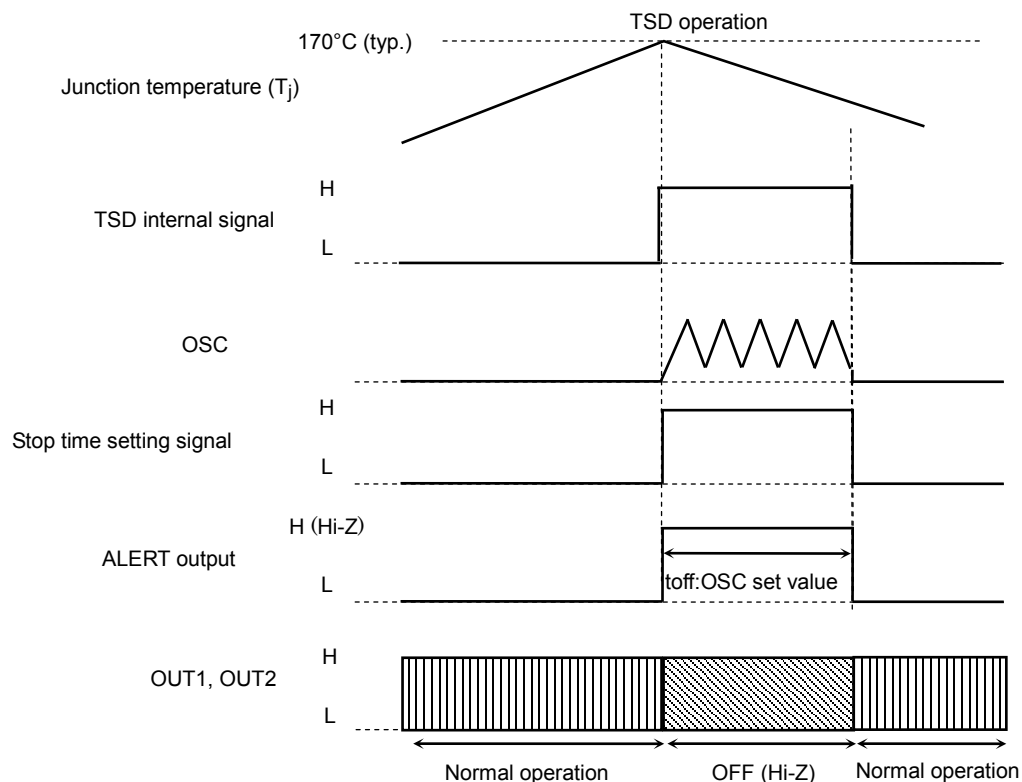 TSD operation
170°C (typ.)
Junction temperature (Tj)
H
TSD internal signal
L
OSC
H
Stop time setting signal
L
H (Hi-Z)
ALERT output
toff:OSC set value
L
H
OUT1, OUT2
L
Normal operation
OFF (Hi-Z)
Normal operation